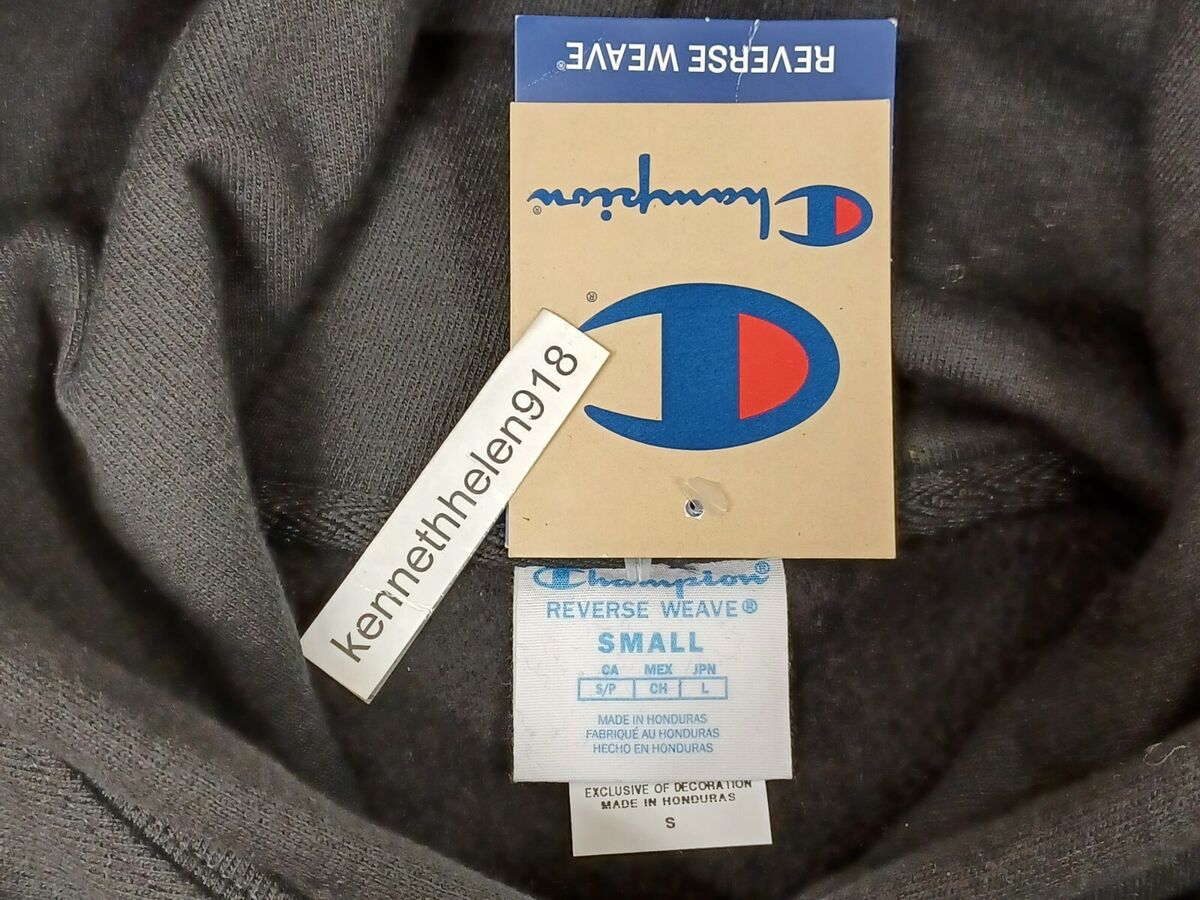 REVERSE WEAVE®
Champion®
®
kennethhelen918
Champion®
REVERSE WEAVE®
SMALL
CA MEX JPN
S/P CH L
MADE IN HONDURAS
FABRIQUÉ AU HONDURAS
HECHO EN HONDURAS
EXCLUSIVE OF DECORATION
MADE IN HONDURAS
S